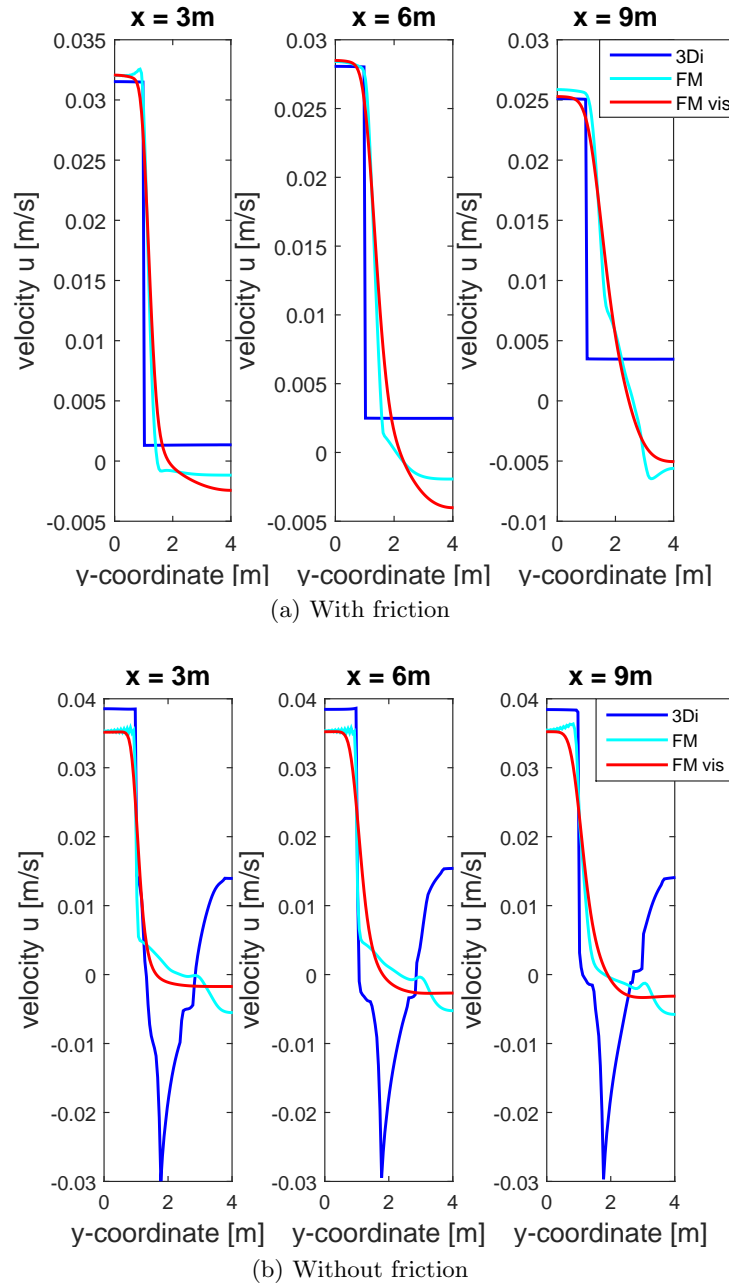 x = 3m
x = 6m
x = 9m
3Di
FM
FM vis
velocity u [m/s]
0.035
0.03
0.025
0.02
0.015
0.01
0.005
0
-0.005
0 2 4
y-coordinate [m]
velocity u [m/s]
0.03
0.025
0.02
0.015
0.01
0.005
0
-0.005
0 2 4
y-coordinate [m]
velocity u [m/s]
0.03
0.025
0.02
0.015
0.01
0.005
0
-0.005
-0.01
0 2 4
y-coordinate [m]
(a) With friction
x = 3m
x = 6m
x = 9m
3Di
FM
FM vis
velocity u [m/s]
0.04
0.03
0.02
0.01
0
-0.01
-0.02
-0.03
0 2 4
y-coordinate [m]
velocity u [m/s]
0.04
0.03
0.02
0.01
0
-0.01
-0.02
-0.03
0 2 4
y-coordinate [m]
velocity u [m/s]
0.04
0.03
0.02
0.01
0
-0.01
-0.02
-0.03
0 2 4
y-coordinate [m]
(b) Without friction